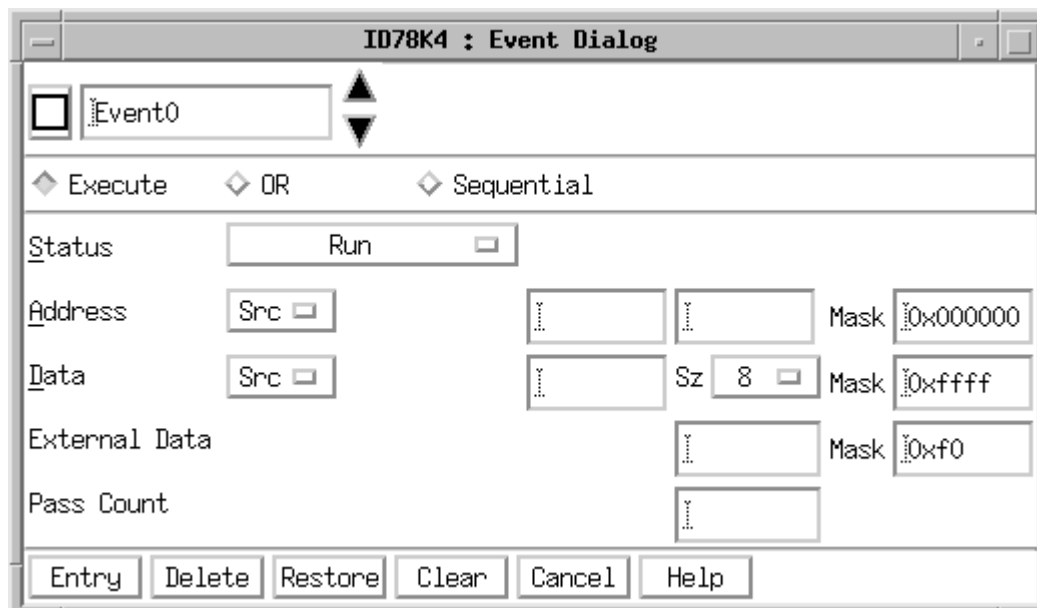 ID78K4 : Event Dialog
Event0
Execute OR Sequential
Status Run
Address Src Mask 0x000000
Data Src Sz 8 Mask 0xffff
External Data Mask 0xf0
Pass Count
Entry Delete Restore Clear Cancel Help